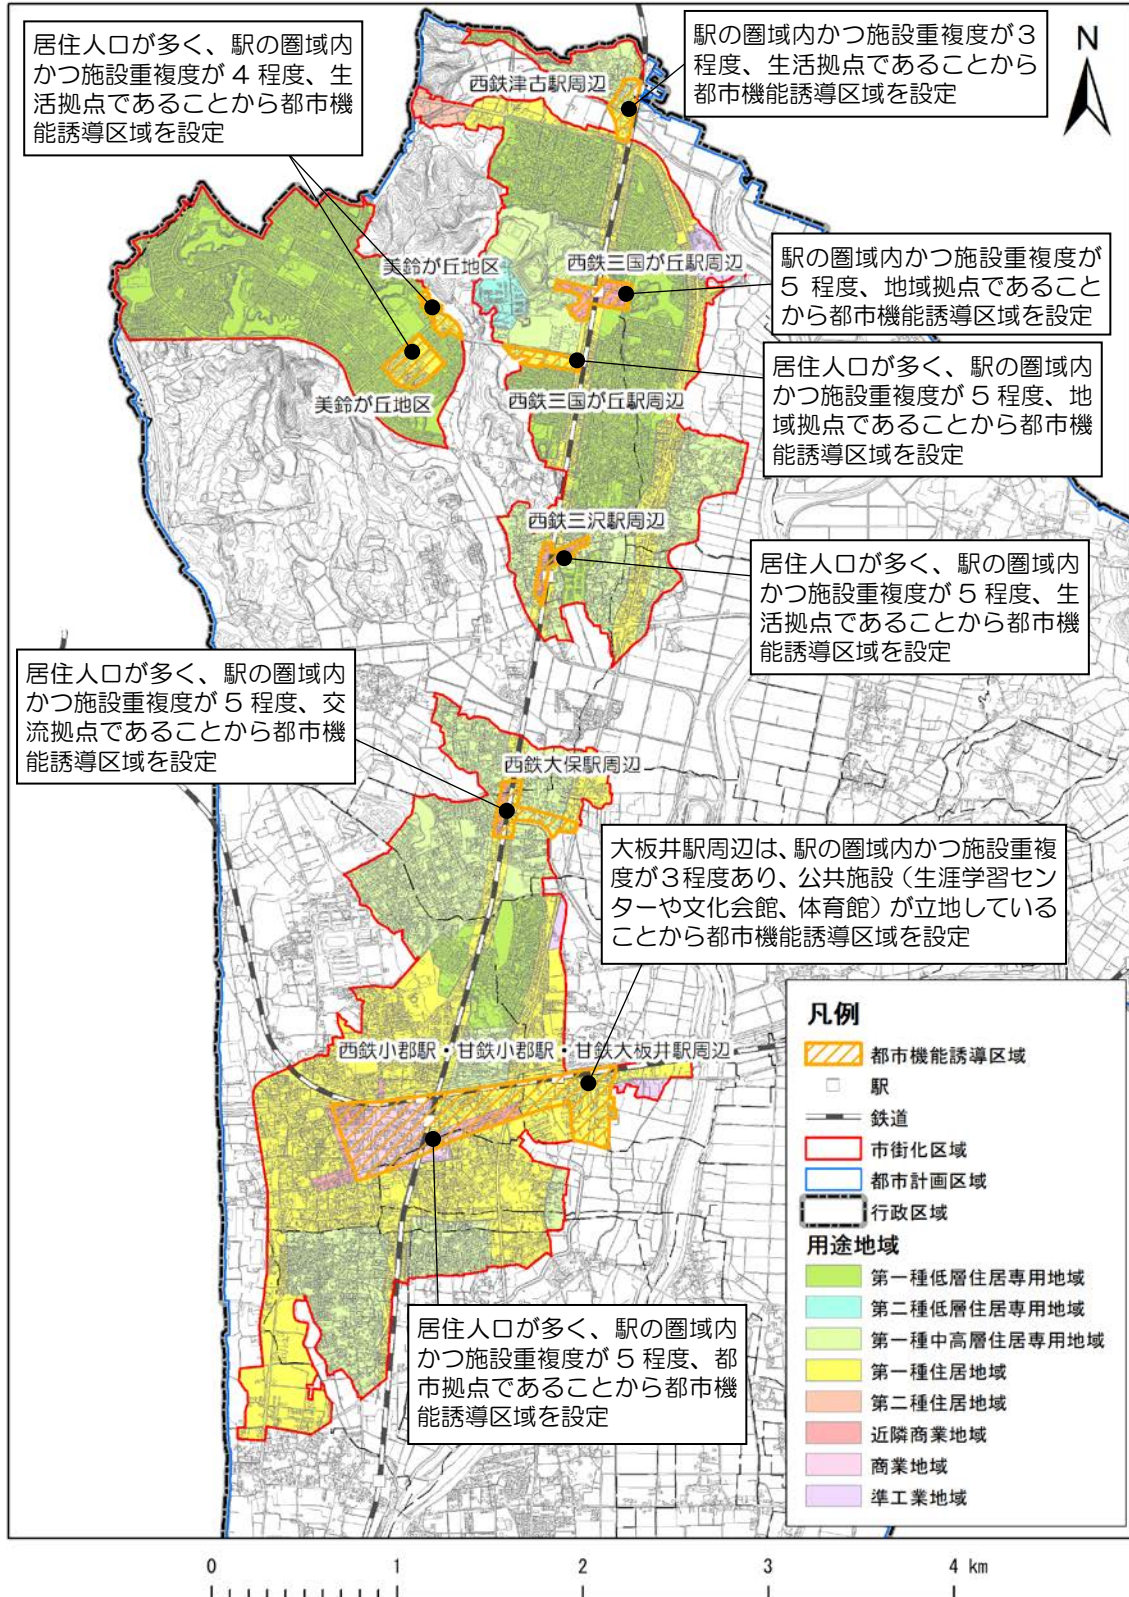 居住人口が多く、駅の圏域内
かつ施設重複度が 4 程度、生
活拠点であることから都市機
能誘導区域を設定
駅の圏域内かつ施設重複度が３
程度、生活拠点であることから
都市機能誘導区域を設定
N
西鉄津古駅周辺
美鈴が丘地区
西鉄三国が丘駅周辺
駅の圏域内かつ施設重複度が
5 程度、地域拠点であること
から都市機能誘導区域を設定
美鈴が丘地区
西鉄三国が丘駅周辺
居住人口が多く、駅の圏域内
かつ施設重複度が 5 程度、地
域拠点であることから都市機
能誘導区域を設定
西鉄三沢駅周辺
居住人口が多く、駅の圏域内
かつ施設重複度が 5 程度、生
活拠点であることから都市機
能誘導区域を設定
居住人口が多く、駅の圏域内
かつ施設重複度が 5 程度、交
流拠点であることから都市機
能誘導区域を設定
西鉄大保駅周辺
大板井駅周辺は、駅の圏域内かつ施設重複
度が３程度あり、公共施設（生涯学習セン
ターや文化会館、体育館）が立地している
ことから都市機能誘導区域を設定
西鉄小郡駅・甘鉄小郡駅・甘鉄大板井駅周辺
居住人口が多く、駅の圏域内
かつ施設重複度が 5 程度、都
市拠点であることから都市機
能誘導区域を設定
凡例
都市機能誘導区域
駅
鉄道
市街化区域
都市計画区域
行政区域
用途地域
第一種低層住居専用地域
第二種低層住居専用地域
第一種中高層住居専用地域
第一種住居地域
第二種住居地域
近隣商業地域
商業地域
準工業地域
0 1 2 3 4 km